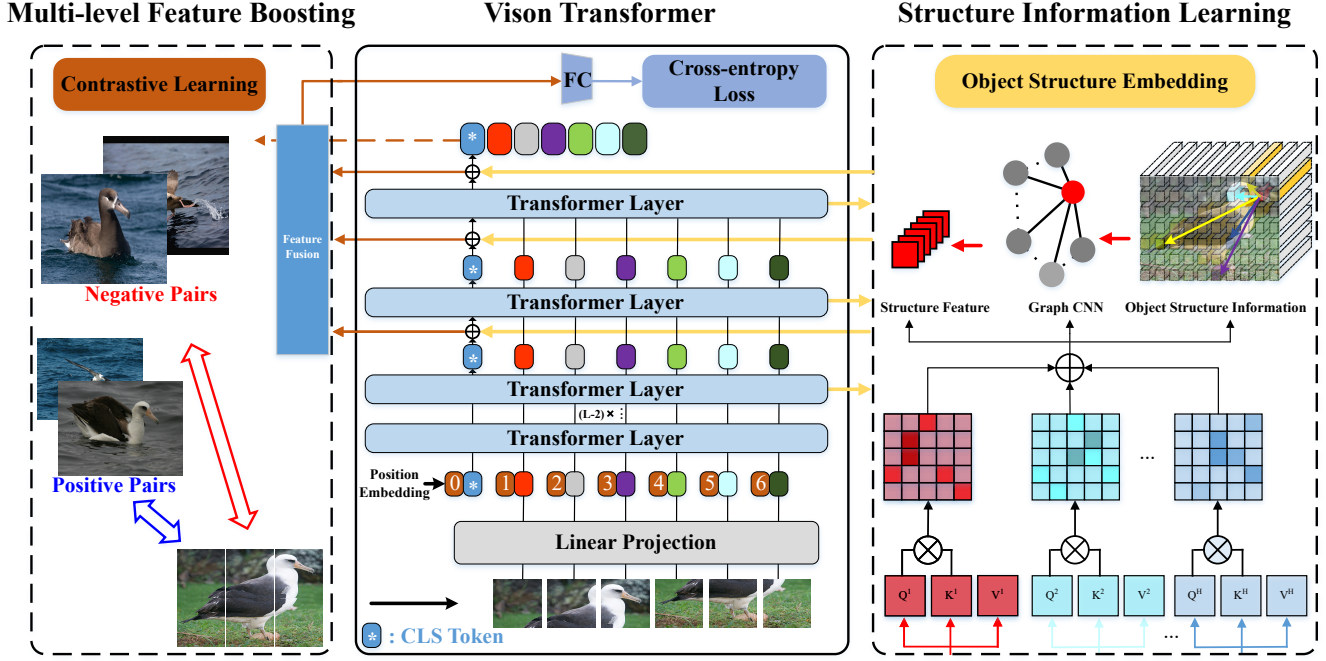 Multi-level Feature Boosting
Vison Transformer
Structure Information Learning
Contrastive Learning
Negative Pairs
Positive Pairs
Feature
Fusion
FC
Cross-entropy
Loss
*
Transformer Layer
*
Transformer Layer
*
Transformer Layer
(L-2)× ⋮
Transformer Layer
Position
Embedding
0 * 1 2 3 4 5 6
Linear Projection
* : CLS Token
Object Structure Embedding
Structure Feature
Graph CNN
Object Structure Information
...
Q¹ K¹ V¹ Q² K² V² Qᴴ Kᴴ Vᴴ
...